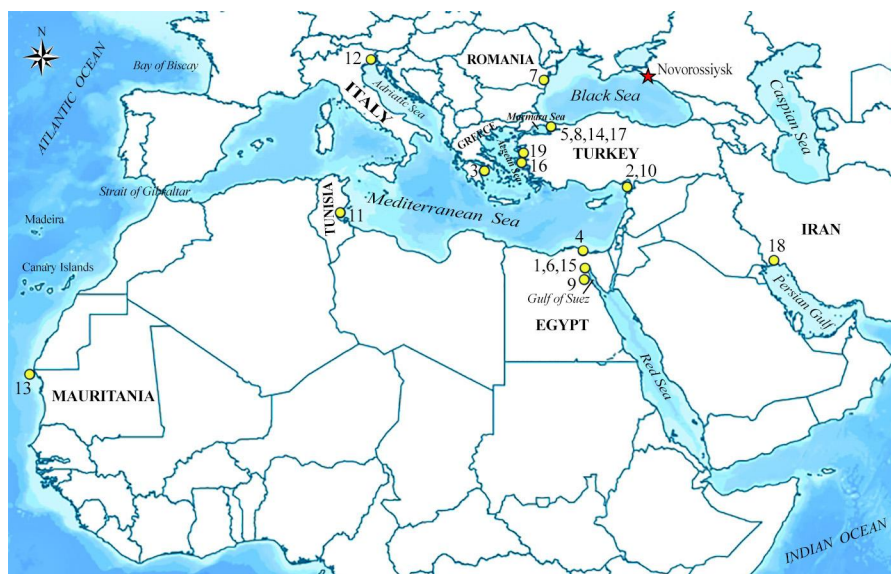 N
ATLANTIC OCEAN
Bay of Biscay
12
ROMANIA
7
Novorossiysk
Black Sea
Caspian Sea
ITALY
Adriatic Sea
Marmara Sea
5,8,14,17
GREECE
Aegean Sea
19
16
TURKEY
3
2,10
Strait of Gibraltar
Mediterranean Sea
TUNISIA
11
Madeira
Canary Islands
4
1,6,15
9
Gulf of Suez
EGYPT
IRAN
18
Persian Gulf
Red Sea
13
MAURITANIA
INDIAN OCEAN